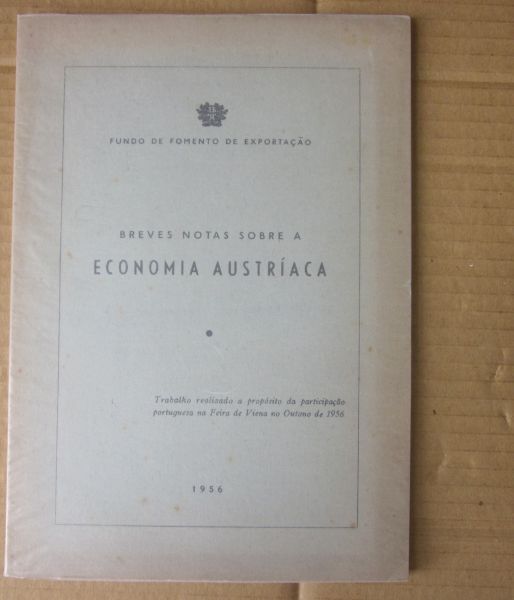 FUNDO DE FOMENTO DE EXPORTAÇÃO
BREVES NOTAS SOBRE A
ECONOMIA AUSTRÍACA
Trabalho realizado a propósito da participação
portuguesa na Feira de Viena no Outono de 1956
1956